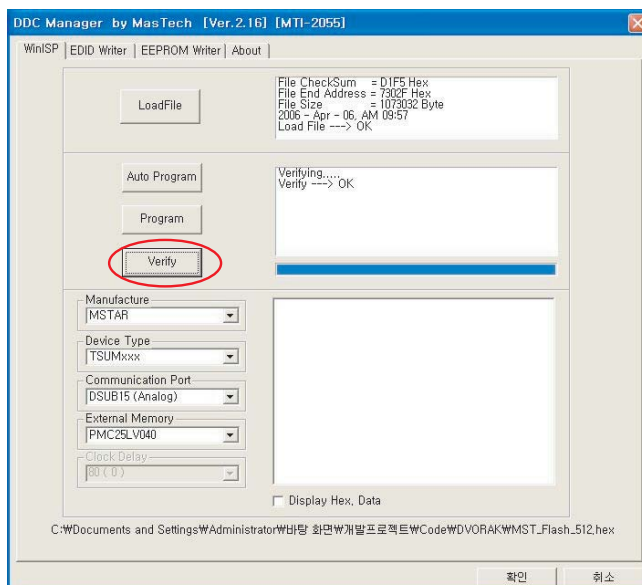 DDC Manager by MasTech [Ver.2.16] [MTI-2055]
WinISP EDID Writer EEPROM Writer About
LoadFile
File CheckSum = D1F5 Hex
File End Address = 7302F Hex
File Size = 1073032 Byte
2006 - Apr - 06, AM 09:57
Load File ---> OK
Auto Program
Program
Verify
Verifying.....
Verify ---> OK
Manufacture
MSTAR
Device Type
TSUMxxx
Communication Port
DSUB15 (Analog)
External Memory
PMC25LV040
Clock Delay
80 ( 0 )
Display Hex, Data
C:₩Documents and Settings₩Administrator₩바탕 화면₩개발프로젝트₩Code₩DVORAK₩MST_Flash_512.hex
확인 취소